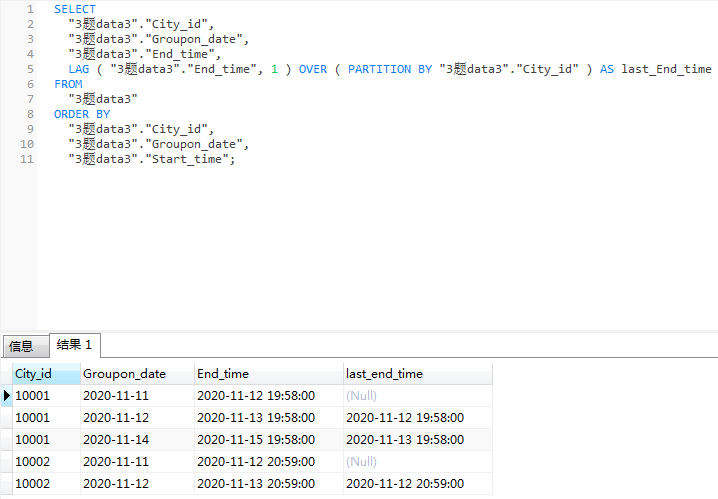 1 SELECT
2 "3题data3"."City_id",
3 "3题data3"."Groupon_date",
4 "3题data3"."End_time",
5 LAG ( "3题data3"."End_time", 1 ) OVER ( PARTITION BY "3题data3"."City_id" ) AS last_End_time
6 FROM
7 "3题data3"
8 ORDER BY
9 "3题data3"."City_id",
10 "3题data3"."Groupon_date",
11 "3题data3"."Start_time";
信息 结果 1
City_id Groupon_date End_time last_end_time
10001 2020-11-11 2020-11-12 19:58:00 (Null)
10001 2020-11-12 2020-11-13 19:58:00 2020-11-12 19:58:00
10001 2020-11-14 2020-11-15 19:58:00 2020-11-13 19:58:00
10002 2020-11-11 2020-11-12 20:59:00 (Null)
10002 2020-11-12 2020-11-13 20:59:00 2020-11-12 20:59:00